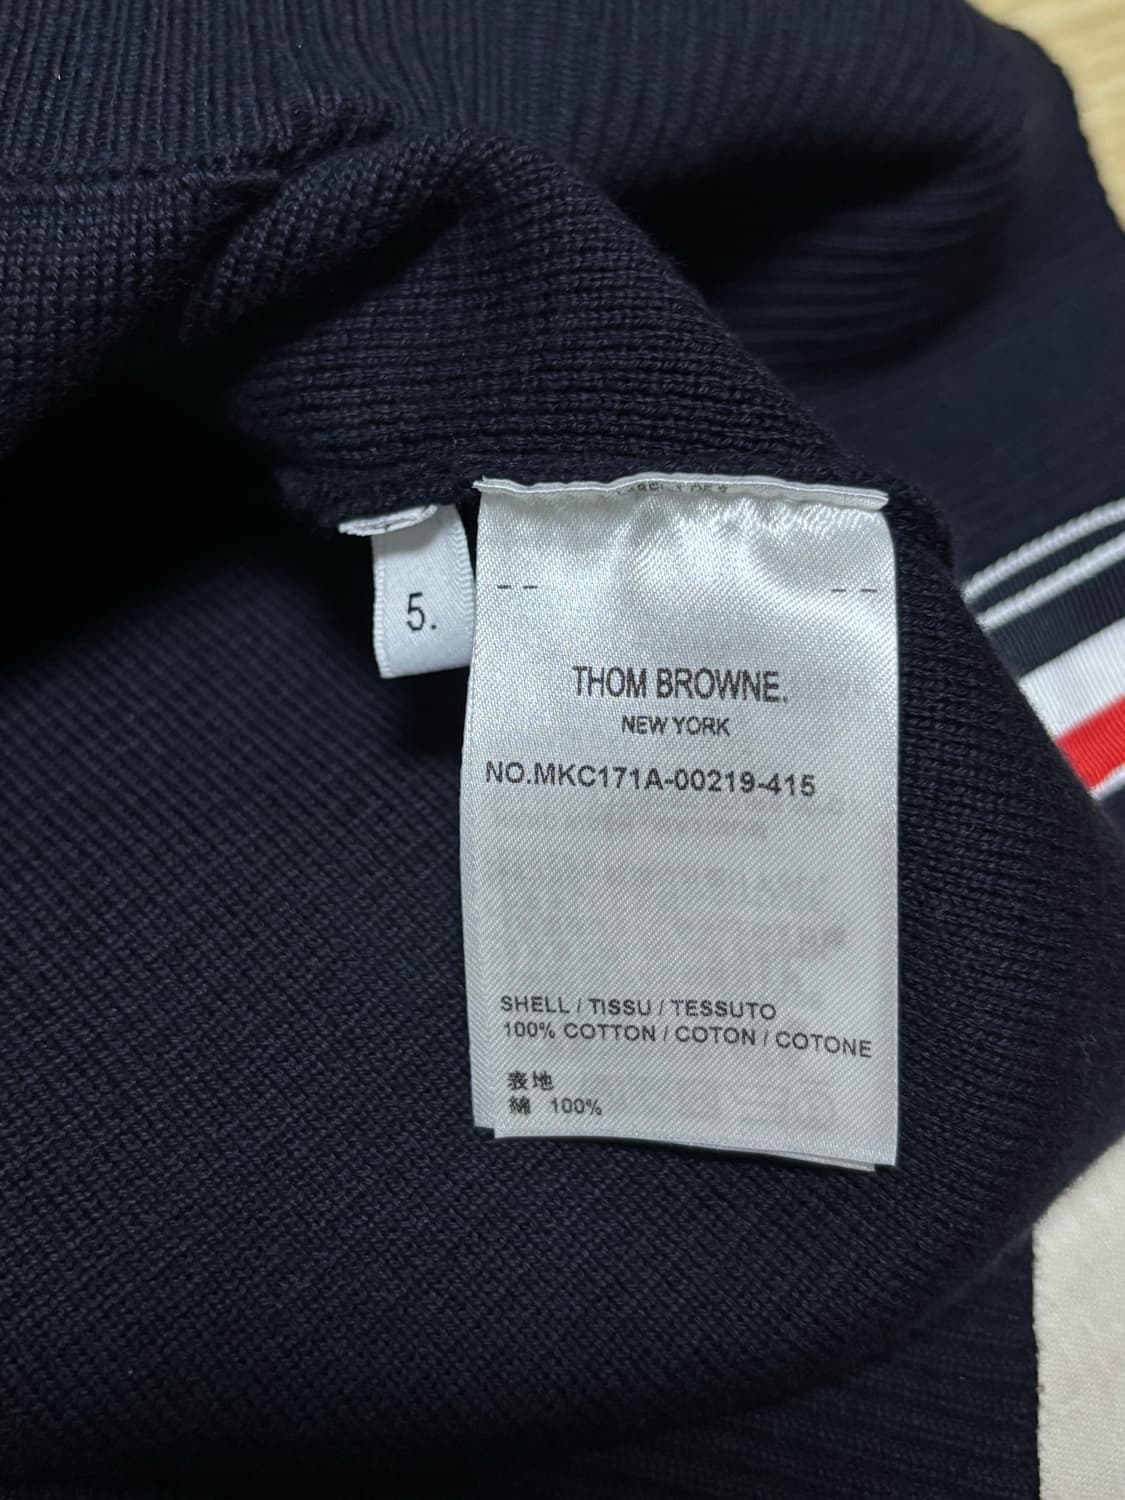 5.
THOM BROWNE.
NEW YORK
NO.MKC171A-00219-415
SHELL / TISSU / TESSUTO
100% COTTON / COTON / COTONE
表地
綿 100%